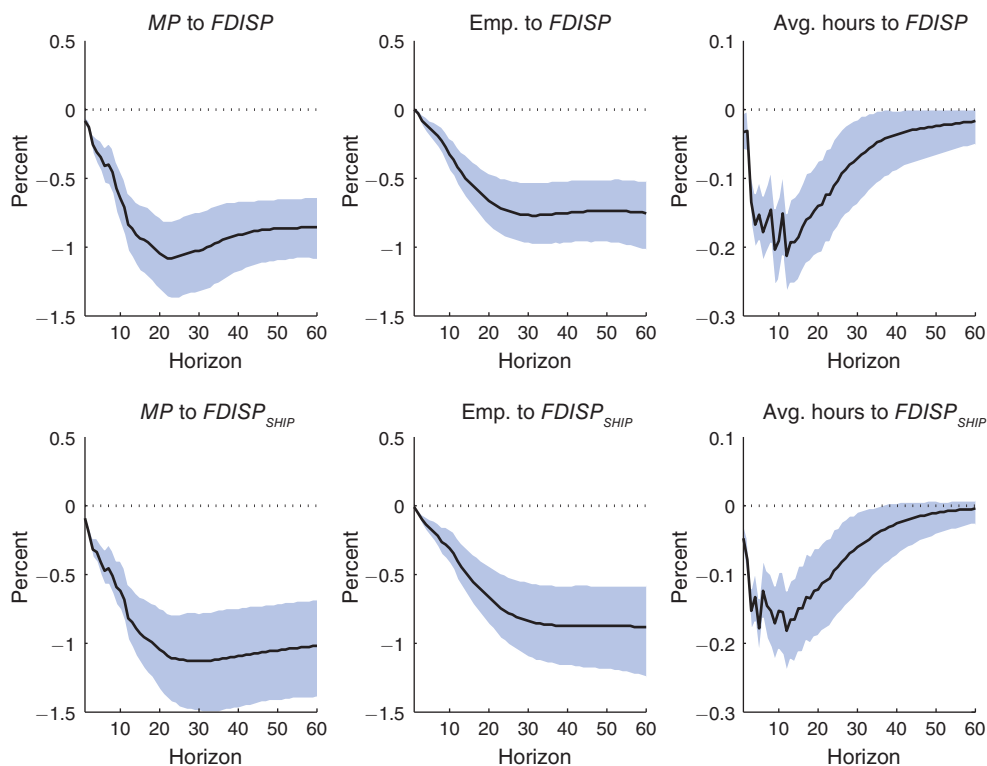 MP to FDISP
Emp. to FDISP
Avg. hours to FDISP
0.5
0
−0.5
−1
−1.5
Percent
10 20 30 40 50 60
Horizon
0.5
0
−0.5
−1
−1.5
Percent
10 20 30 40 50 60
Horizon
0.1
0
−0.1
−0.2
−0.3
Percent
10 20 30 40 50 60
Horizon
MP to FDISP_SHIP
Emp. to FDISP_SHIP
Avg. hours to FDISP_SHIP
0.5
0
−0.5
−1
−1.5
Percent
10 20 30 40 50 60
Horizon
0.5
0
−0.5
−1
−1.5
Percent
10 20 30 40 50 60
Horizon
0.1
0
−0.1
−0.2
−0.3
Percent
10 20 30 40 50 60
Horizon